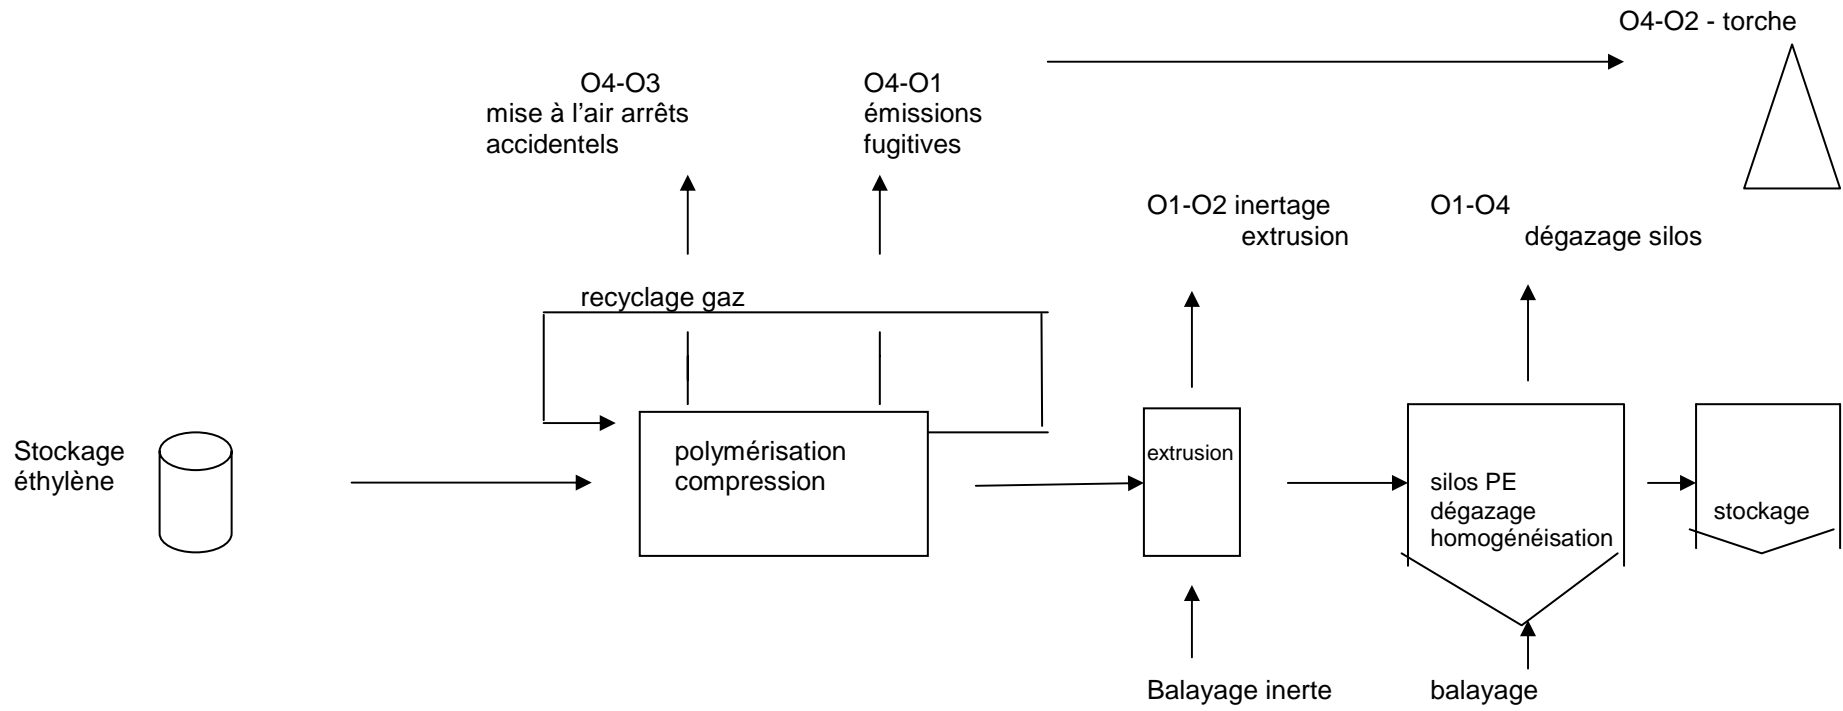 O4-O2 - torche
O4-O3
mise à l'air arrêts
accidentels
O4-O1
émissions
fugitives
O1-O2 inertage
extrusion
O1-O4
dégazage silos
recyclage gaz
Stockage
éthylène
polymérisation
compression
extrusion
silos PE
dégazage
homogénéisation
stockage
Balayage inerte
balayage